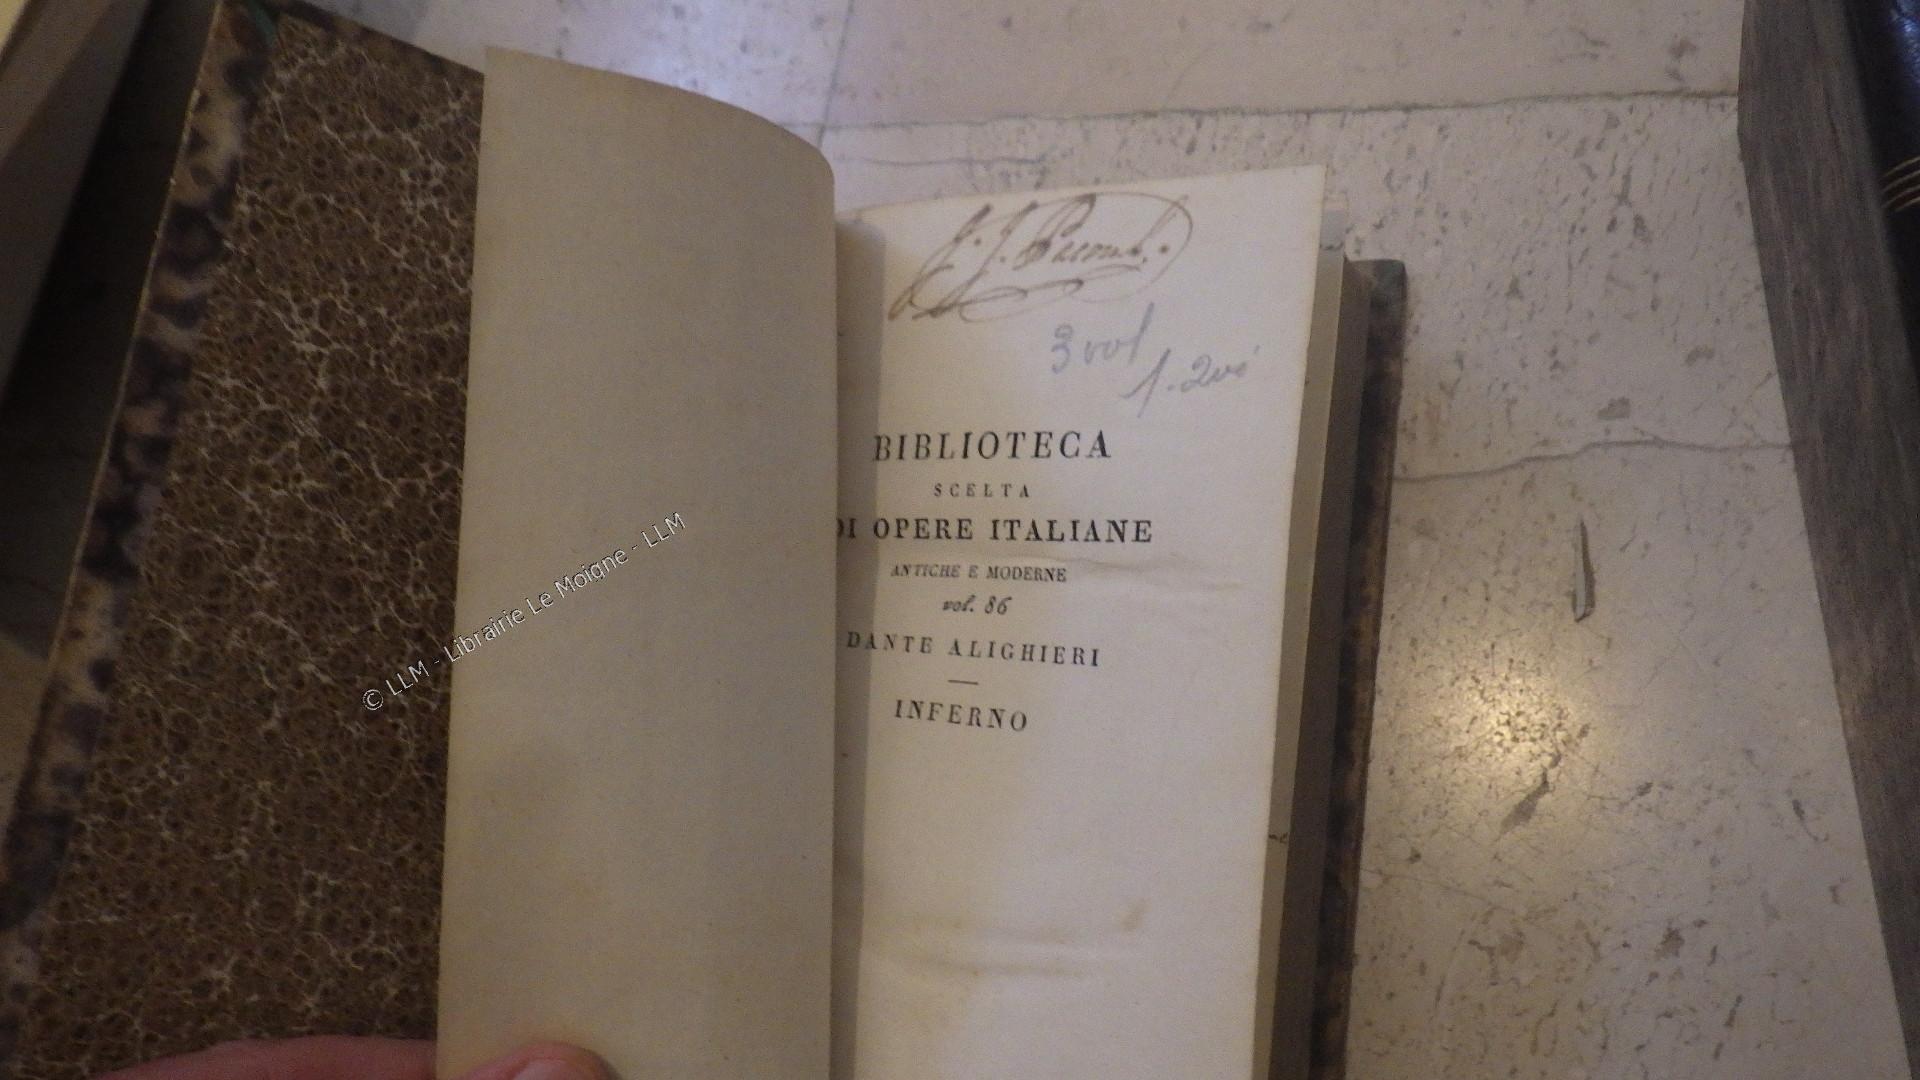 J. J. 
3 vol
BIBLIOTECA
SCELTA
DI OPERE ITALIANE
ANTICHE E MODERNE
vol. 86
DANTE ALIGHIERI
INFERNO
© LLM - Librairie Le Moigne - LLM